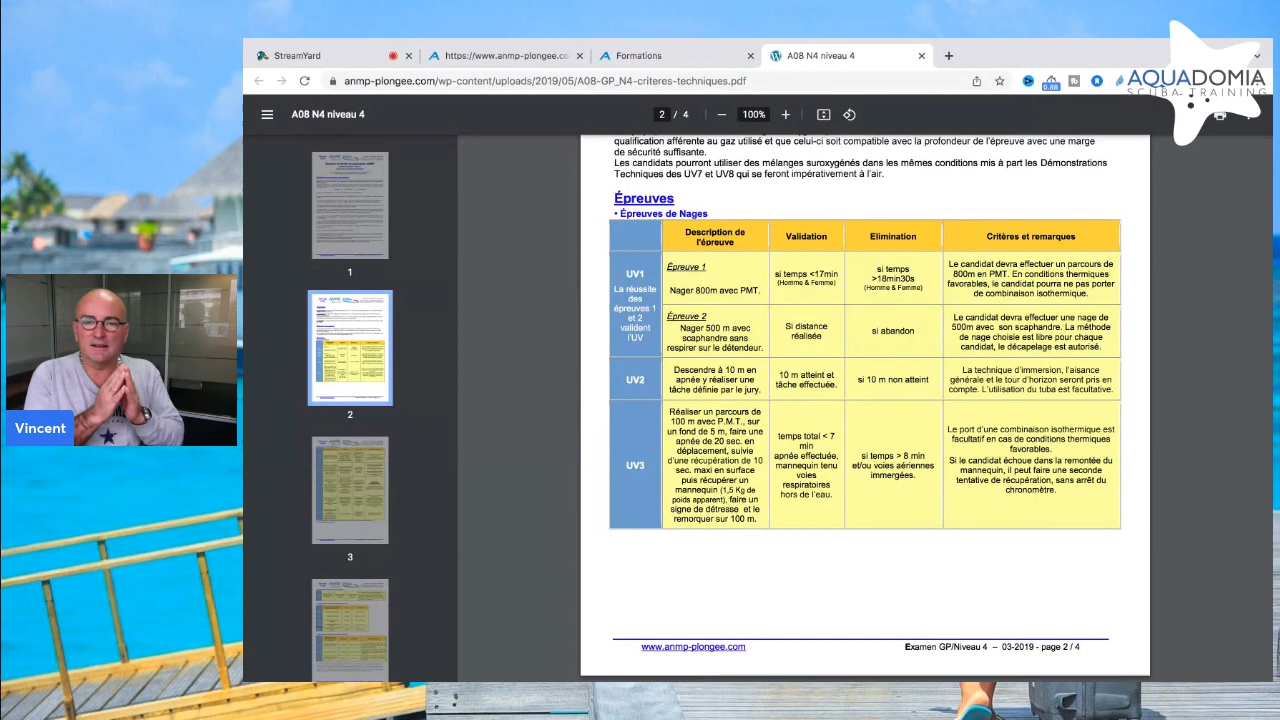 StreamYard
https://www.anmp-plongee.co
Formations
A08 N4 niveau 4
anmp-plongee.com/wp-content/uploads/2019/05/A08-GP_N4-criteres-techniques.pdf
0.88
AQUADOMIA
SCUBA-TRAINING
A08 N4 niveau 4
2 / 4
100%
1
2
3
qualification afférente au gaz utilisé et que celui-ci soit compatible avec la profondeur de l'épreuve avec une marge
de sécurité suffisante.
Les candidats pourront utiliser des mélanges suroxygénés dans les mêmes conditions mis à part les Démonstrations
Techniques des UV7 et UV8 qui se feront impérativement à l'air.
Épreuves
• Épreuves de Nages
Description de
l'épreuve
Validation
Elimination
Critères et remarques
UV1
La réussite
des
épreuves 1
et 2
valident
l'UV
Épreuve 1
Nager 800m avec PMT.
si temps <17min
(Homme & Femme)
si temps
>18min30s
(Homme & Femme)
Le candidat devra effectuer un parcours de
800m en PMT. En conditions thermiques
favorables, le candidat pourra ne pas porter
de combinaison isothermique.
Épreuve 2
Nager 500 m avec
scaphandre sans
respirer sur le détendeur.
Si distance
réalisée
si abandon
Le candidat devra effectuer une nage de
500m avec son scaphandre. La méthode
de nage choisie est libre pour chaque
candidat, le décapelage est autorisé.
UV2
Descendre à 10 m en
apnée y réaliser une
tâche définie par le jury.
10 m atteint et
tâche effectuée.
si 10 m non atteint
La technique d'immersion, l'aisance
générale et le tour d'horizon seront pris en
compte. L'utilisation du tuba est facultative.
UV3
Réaliser un parcours de
100 m avec P.M.T., sur
un fond de 5 m, faire une
apnée de 20 sec. en
déplacement, suivie
d'une récupération de 10
sec. maxi en surface
puis récupérer un
mannequin (1,5 Kg de
poids apparent), faire un
signe de détresse et le
remorquer sur 100 m.
temps total < 7
min
apnée effectuée,
mannequin tenu
voies
respiratoires
hors de l'eau.
si temps > 8 min
et/ou voies aériennes
immergées.
Le port d'une combinaison isothermique est
facultatif en cas de conditions thermiques
favorables.
Si le candidat échoue dans la remontée du
mannequin, il peut faire une seconde
tentative de récupération, sans arrêt du
chronomètre.
www.anmp-plongee.com
Examen GP/Niveau 4 – 03-2019 - page 2 / 4
Vincent